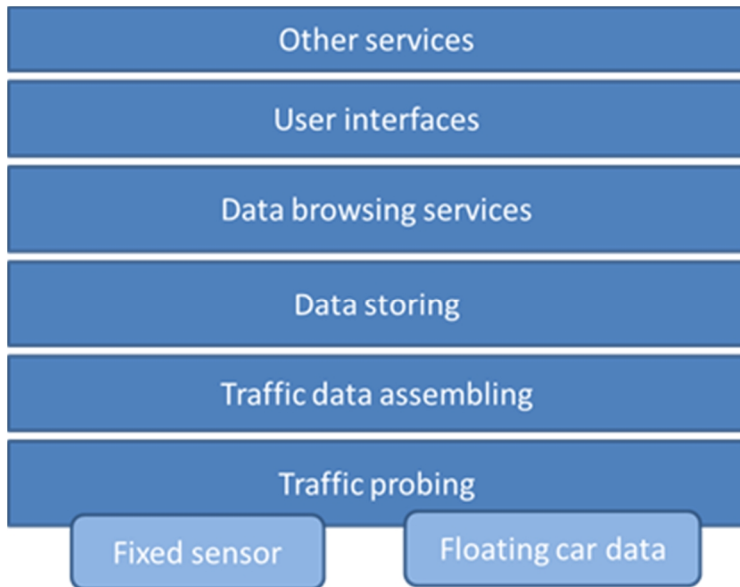 Other services
User interfaces
Data browsing services
Data storing
Traffic data assembling
Traffic probing
Fixed sensor
Floating car data